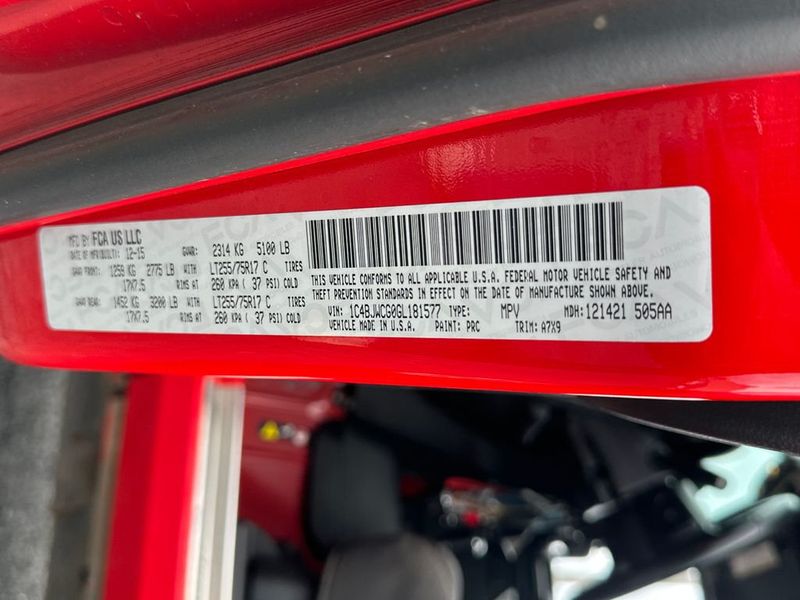 MFD BY FCA US LLC
DATE OF MFR(BUILT): 12-15 GVWR: 2314 KG 5100 LB
GAWR FRONT: 1259 KG 2775 LB WITH LT255/75R17 C TIRES
17X7.5 RIMS AT 260 KPA ( 37 PSI) COLD
GAWR REAR: 1452 KG 3200 LB WITH LT255/75R17 C TIRES
17X7.5 RIMS AT 260 KPA ( 37 PSI) COLD
THIS VEHICLE CONFORMS TO ALL APPLICABLE U.S.A. FEDERAL MOTOR VEHICLE SAFETY AND
THEFT PREVENTION STANDARDS IN EFFECT ON THE DATE OF MANUFACTURE SHOWN ABOVE.
VIN: 1C4BJWCG0GL181577 TYPE: MPV MDH: 121421 505AA
VEHICLE MADE IN U.S.A. PAINT: PRC TRIM: A7X9